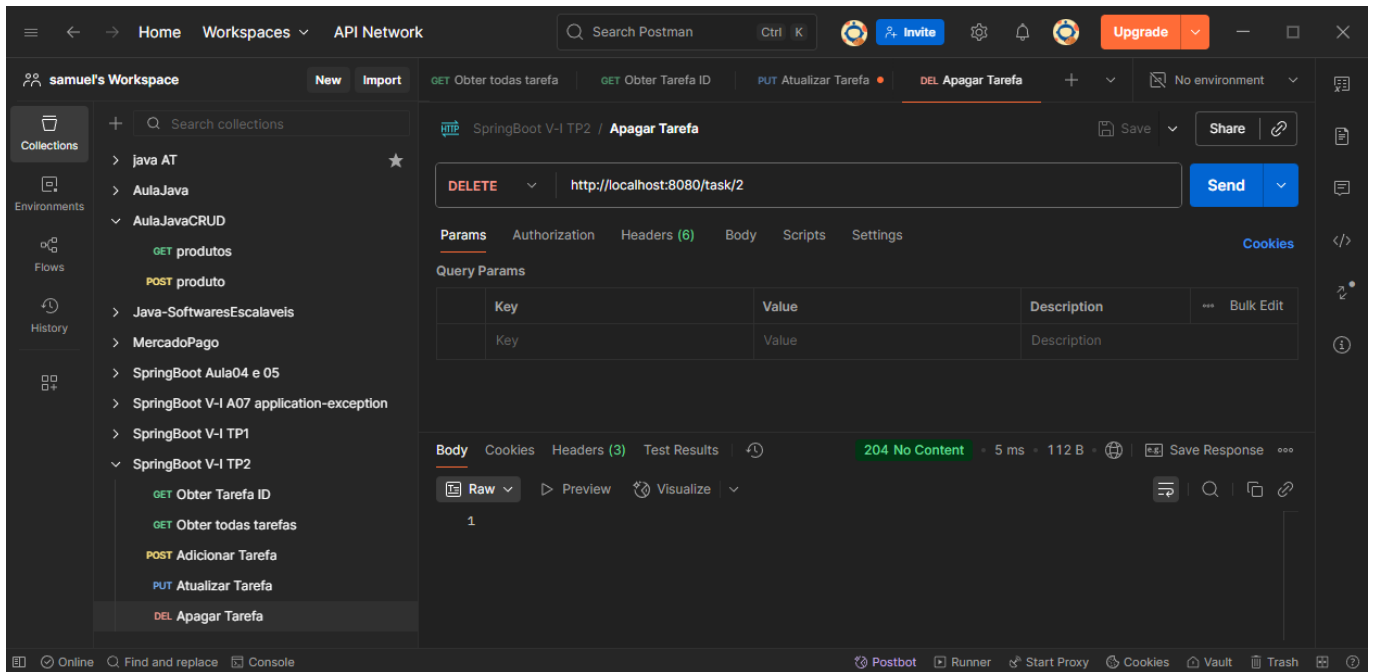 Home Workspaces API Network Search Postman Ctrl K Invite Upgrade
samuel's Workspace New Import
GET Obter todas tarefa GET Obter Tarefa ID PUT Atualizar Tarefa DEL Apagar Tarefa No environment
Collections
Environments
Flows
History
Search collections
java AT
AulaJava
AulaJavaCRUD
GET produtos
POST produto
Java-SoftwaresEscalaveis
MercadoPago
SpringBoot Aula04 e 05
SpringBoot V-I A07 application-exception
SpringBoot V-I TP1
SpringBoot V-I TP2
GET Obter Tarefa ID
GET Obter todas tarefas
POST Adicionar Tarefa
PUT Atualizar Tarefa
DEL Apagar Tarefa
HTTP SpringBoot V-I TP2 / Apagar Tarefa Save Share
DELETE http://localhost:8080/task/2 Send
Params Authorization Headers (6) Body Scripts Settings Cookies
Query Params
Key Value Description Bulk Edit
Key Value Description
Body Cookies Headers (3) Test Results 204 No Content 5 ms 112 B e.g. Save Response
Raw Preview Visualize
1
Online Find and replace Console Postbot Runner Start Proxy Cookies Vault Trash